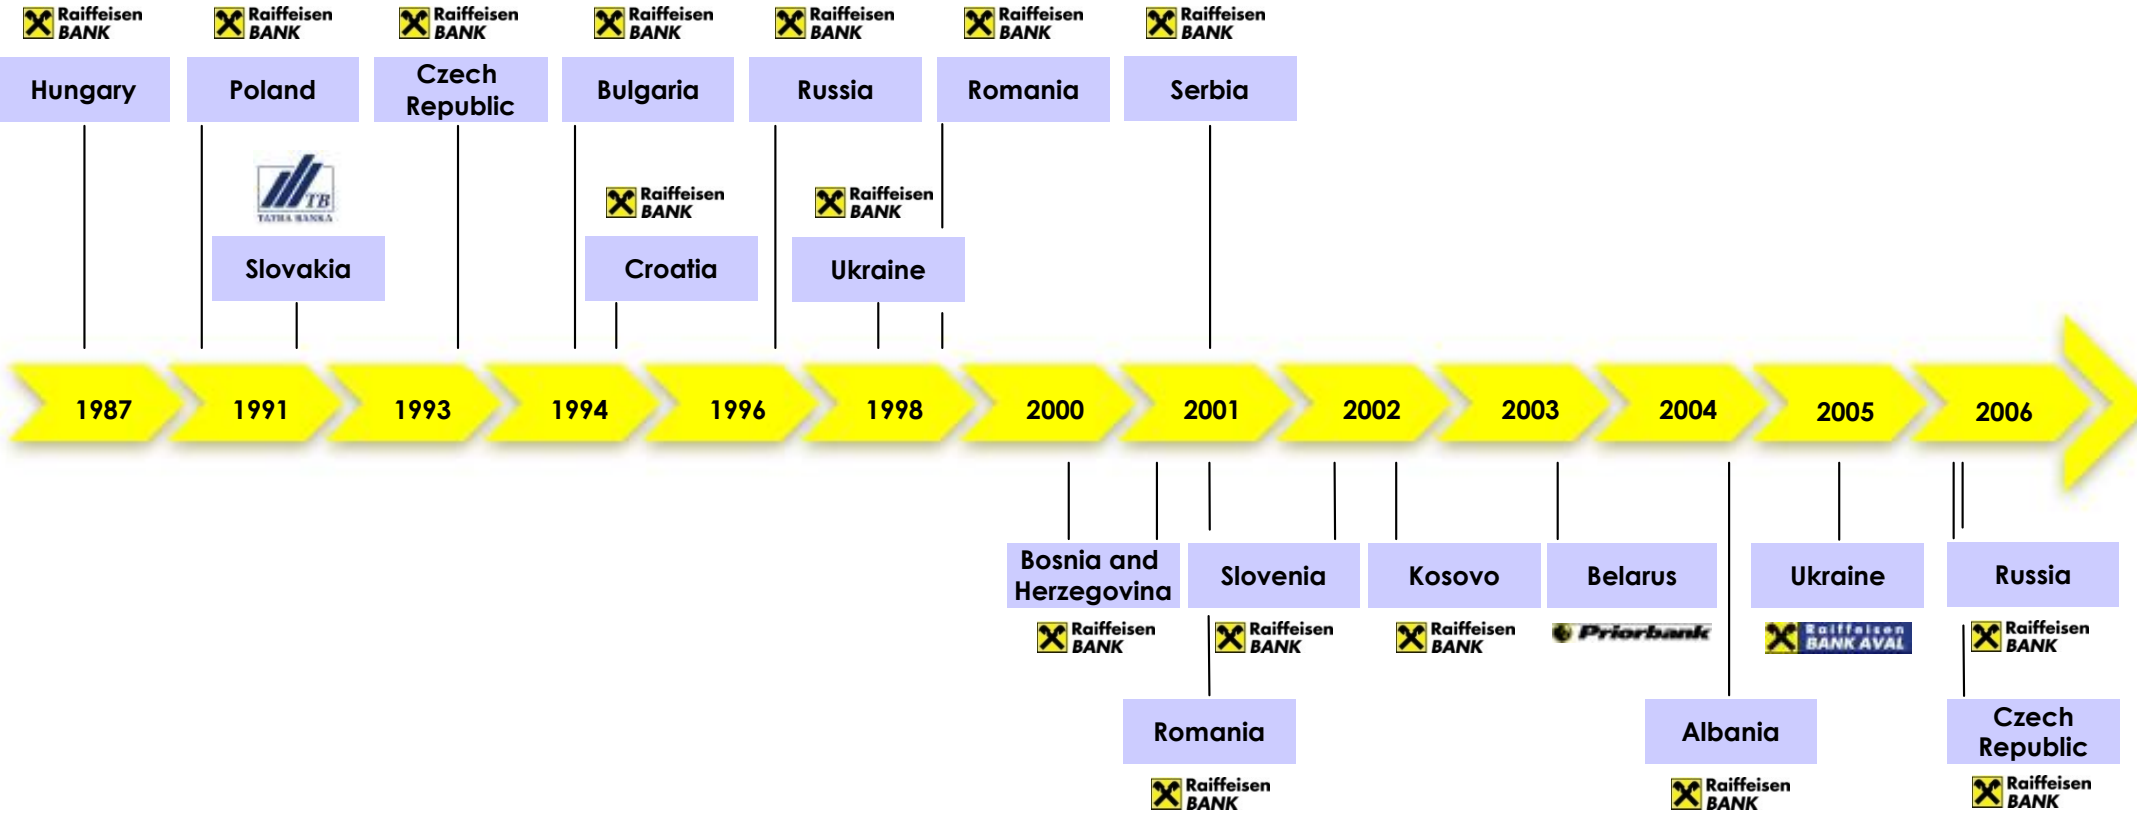 Raiffeisen
BANK
Raiffeisen
BANK
Raiffeisen
BANK
Raiffeisen
BANK
Raiffeisen
BANK
Raiffeisen
BANK
Raiffeisen
BANK
Hungary
Poland
Czech
Republic
Bulgaria
Russia
Romania
Serbia
TB
TATRA BANKA
Raiffeisen
BANK
Raiffeisen
BANK
Slovakia
Croatia
Ukraine
1987
1991
1993
1994
1996
1998
2000
2001
2002
2003
2004
2005
2006
Bosnia and
Herzegovina
Slovenia
Kosovo
Belarus
Ukraine
Russia
Raiffeisen
BANK
Raiffeisen
BANK
Raiffeisen
BANK
Priorbank
Raiffeisen
BANK AVAL
Raiffeisen
BANK
Romania
Albania
Czech
Republic
Raiffeisen
BANK
Raiffeisen
BANK
Raiffeisen
BANK